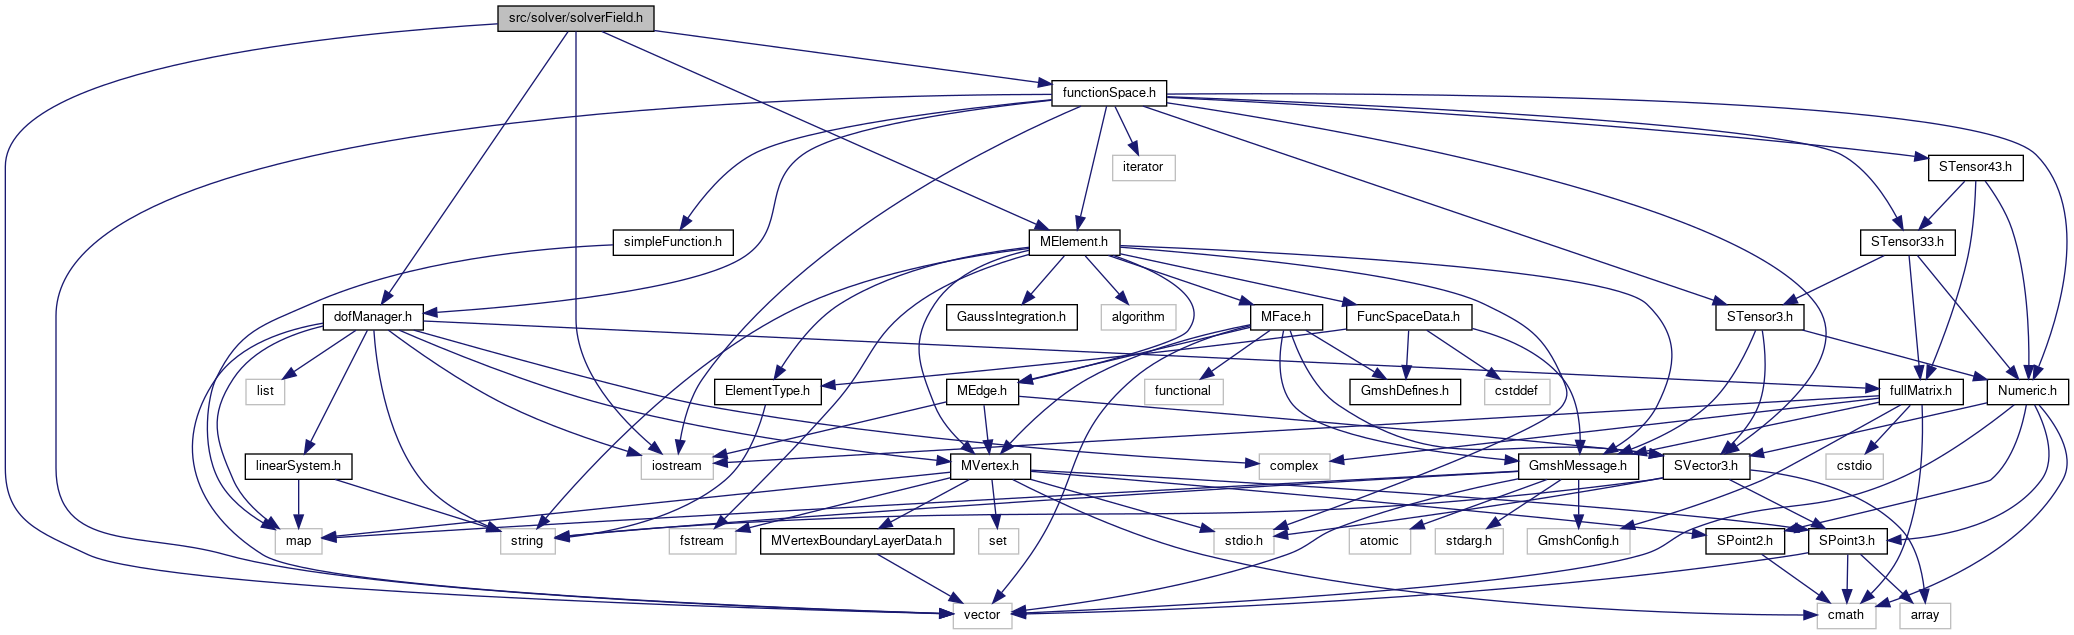 src/solver/solverField.h
functionSpace.h
iterator
STensor43.h
simpleFunction.h
MElement.h
STensor33.h
dofManager.h
GaussIntegration.h
algorithm
MFace.h
FuncSpaceData.h
STensor3.h
list
ElementType.h
MEdge.h
functional
GmshDefines.h
cstddef
fullMatrix.h
Numeric.h
linearSystem.h
iostream
MVertex.h
complex
GmshMessage.h
SVector3.h
cstdio
map
string
fstream
MVertexBoundaryLayerData.h
set
stdio.h
atomic
stdarg.h
GmshConfig.h
SPoint2.h
SPoint3.h
vector
cmath
array